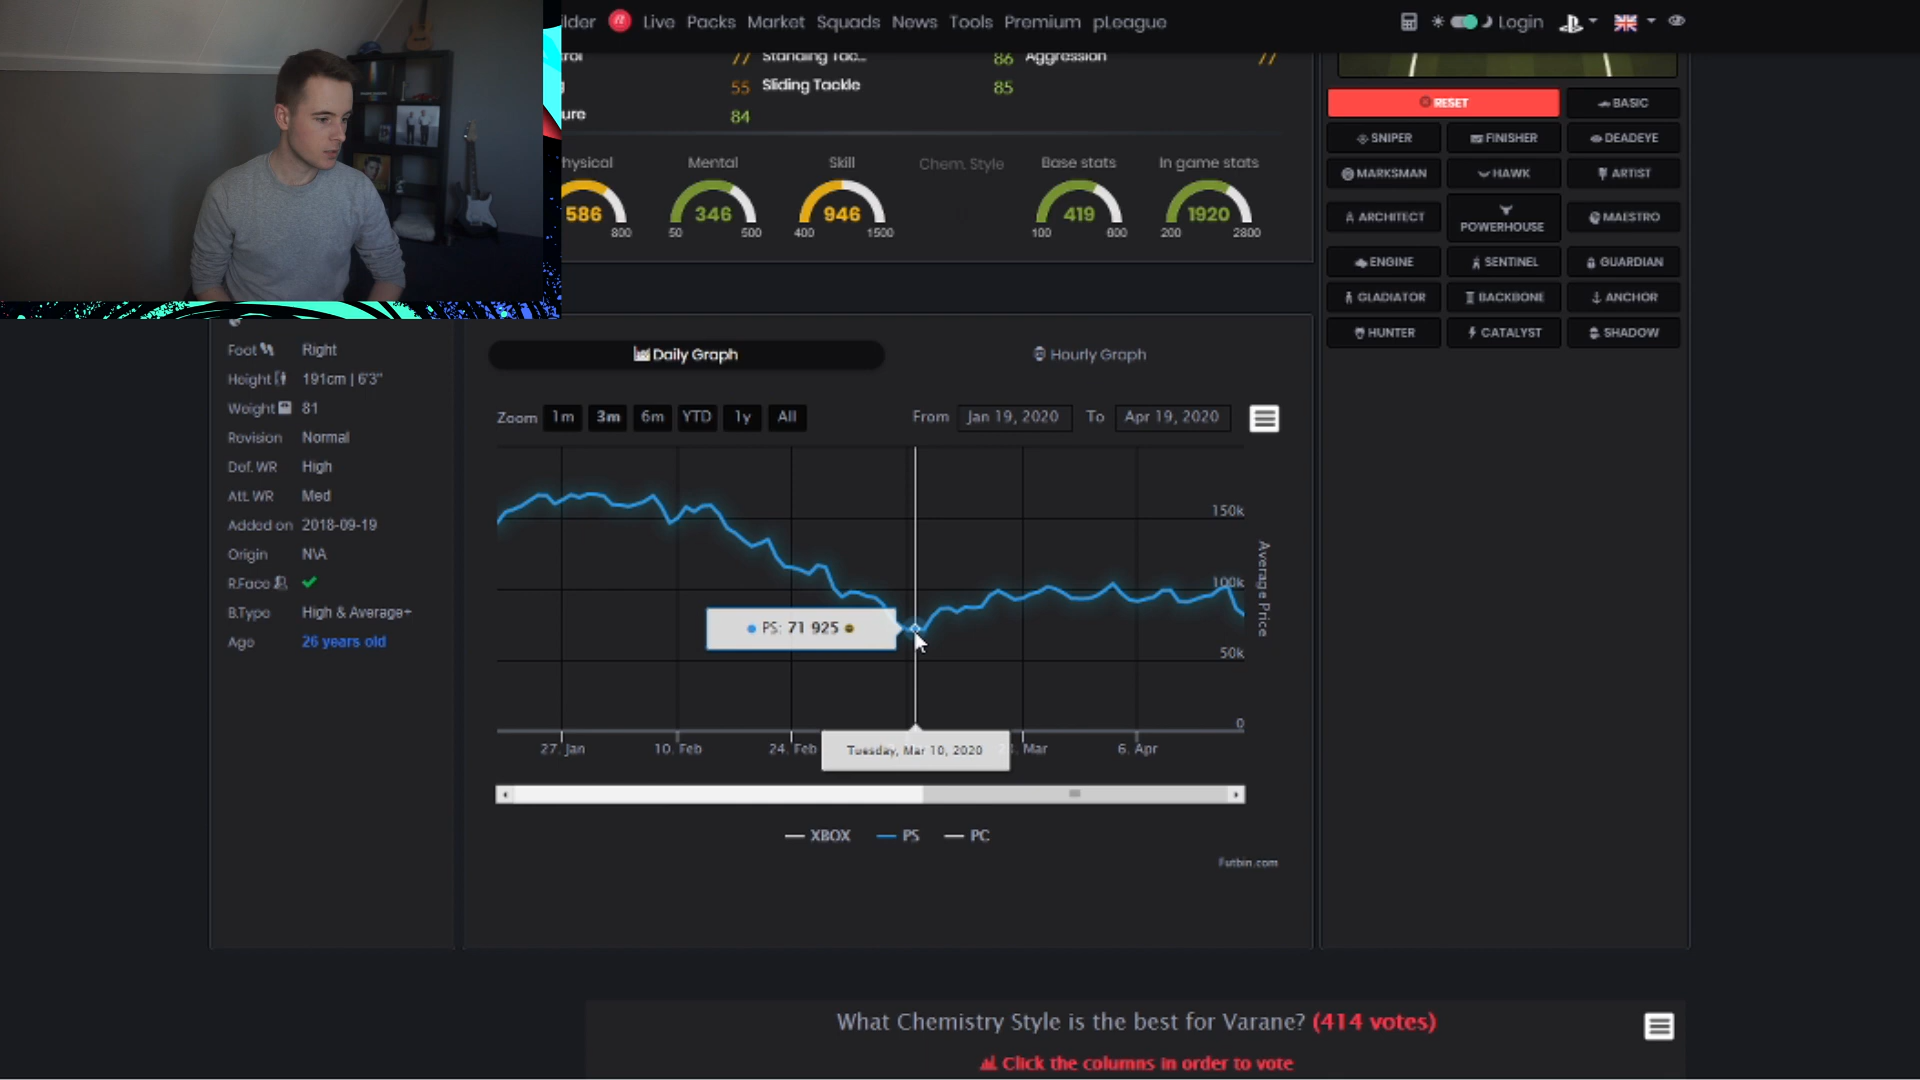 ilder Live Packs Market Squads News Tools Premium pLeague Login
rol 77 Standing Tac... 86 Aggression 77
g 55 Sliding Tackle 85
ure 84
hysical Mental Skill Chem. Style Base stats In game stats
586 346 946 419 1920
800 50 500 400 1500 100 600 200 2800
RESET BASIC
SNIPER FINISHER DEADEYE
MARKSMAN HAWK ARTIST
ARCHITECT POWERHOUSE MAESTRO
ENGINE SENTINEL GUARDIAN
GLADIATOR BACKBONE ANCHOR
HUNTER CATALYST SHADOW
Foot Right
Height 191cm | 6'3"
Weight 81
Revision Normal
Def. WR High
Att. WR Med
Added on 2018-09-19
Origin N\A
R.Face
B.Type High & Average+
Age 26 years old
Daily Graph Hourly Graph
Zoom 1m 3m 6m YTD 1y All From Jan 19, 2020 To Apr 19, 2020
150k
100k
50k
0
Average Price
PS: 71 925
27. Jan 10. Feb 24. Feb Tuesday, Mar 10, 2020 . Mar 6. Apr
XBOX PS PC
Futbin.com
What Chemistry Style is the best for Varane? (414 votes)
Click the columns in order to vote